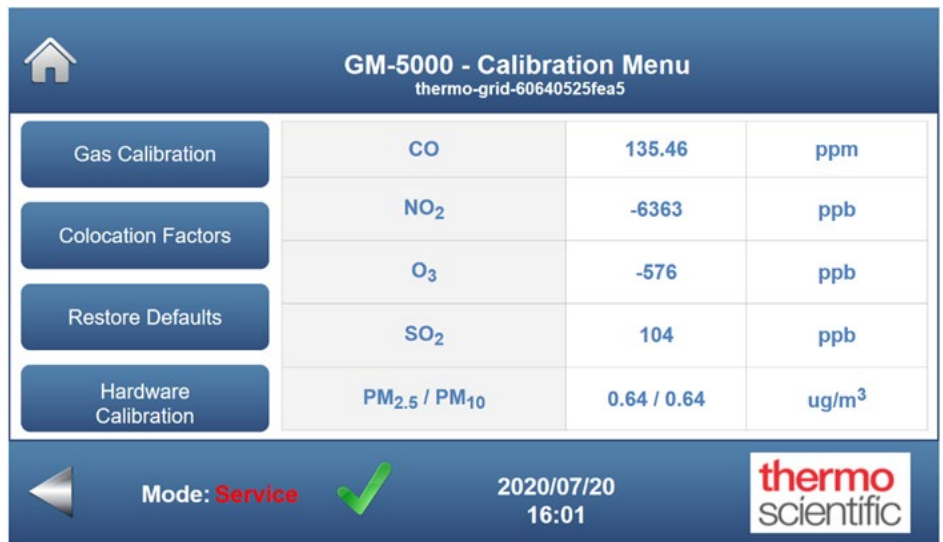 GM-5000 - Calibration Menu
thermo-grid-60640525fea5
Gas Calibration
CO 135.46 ppm
Colocation Factors
NO₂ -6363 ppb
O₃ -576 ppb
Restore Defaults
SO₂ 104 ppb
Hardware
Calibration
PM₂.₅ / PM₁₀ 0.64 / 0.64 ug/m³
Mode: Service
2020/07/20
16:01
thermo
scientific